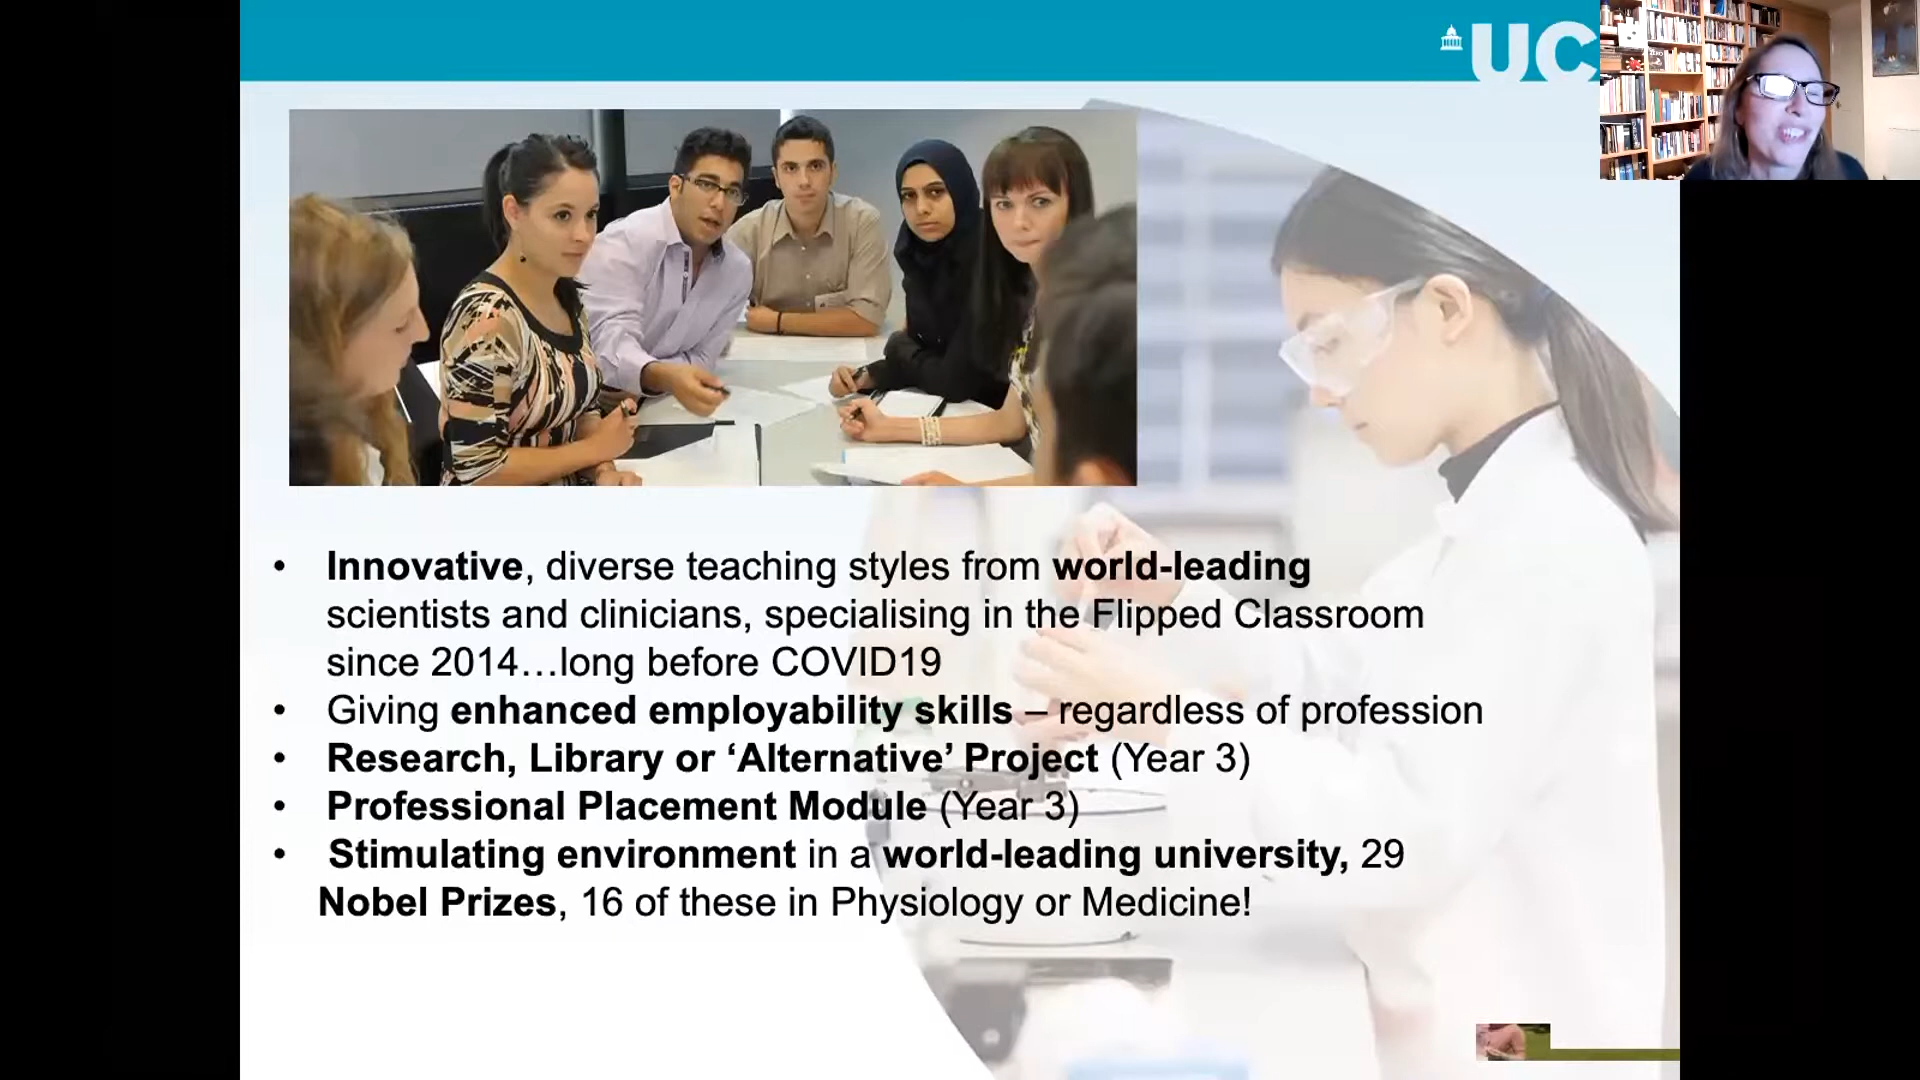 UC
• Innovative, diverse teaching styles from world-leading
scientists and clinicians, specialising in the Flipped Classroom
since 2014…long before COVID19
• Giving enhanced employability skills – regardless of profession
• Research, Library or ‘Alternative’ Project (Year 3)
• Professional Placement Module (Year 3)
• Stimulating environment in a world-leading university, 29
Nobel Prizes, 16 of these in Physiology or Medicine!